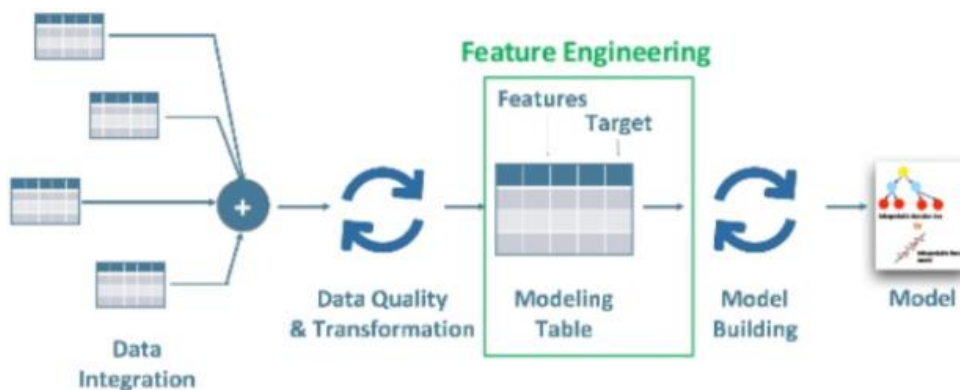 Feature Engineering
Features
Target
+
Data Integration
Data Quality
& Transformation
Modeling
Table
Model
Building
Model